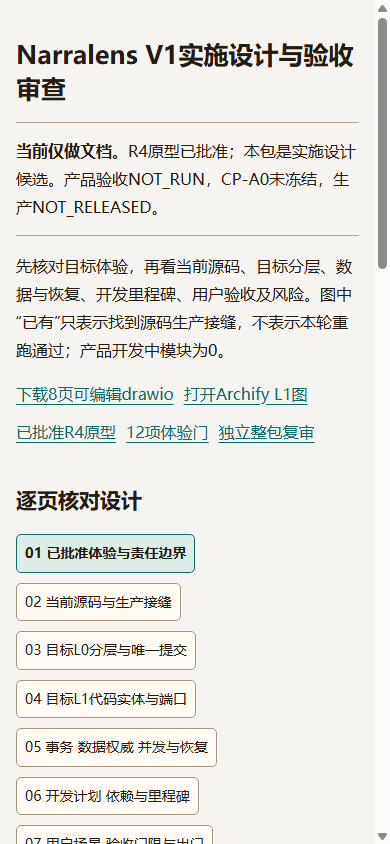 Narralens V1实施设计与验收
审查
当前仅做文档。R4原型已批准；本包是实施设计
候选。产品验收NOT_RUN，CP-A0未冻结，生
产NOT_RELEASED。
先核对目标体验，再看当前源码、目标分层、数
据与恢复、开发里程碑、用户验收及风险。图中
“已有”只表示找到源码生产接缝，不表示本轮重
跑通过；产品开发中模块为0。
下载8页可编辑drawio 打开Archify L1图
已批准R4原型 12项体验门 独立整包复审
逐页核对设计
01 已批准体验与责任边界
02 当前源码与生产接缝
03 目标L0分层与唯一提交
04 目标L1代码实体与端口
05 事务 数据权威 并发与恢复
06 开发计划 依赖与里程碑
07 用户场景 验收门限与出门